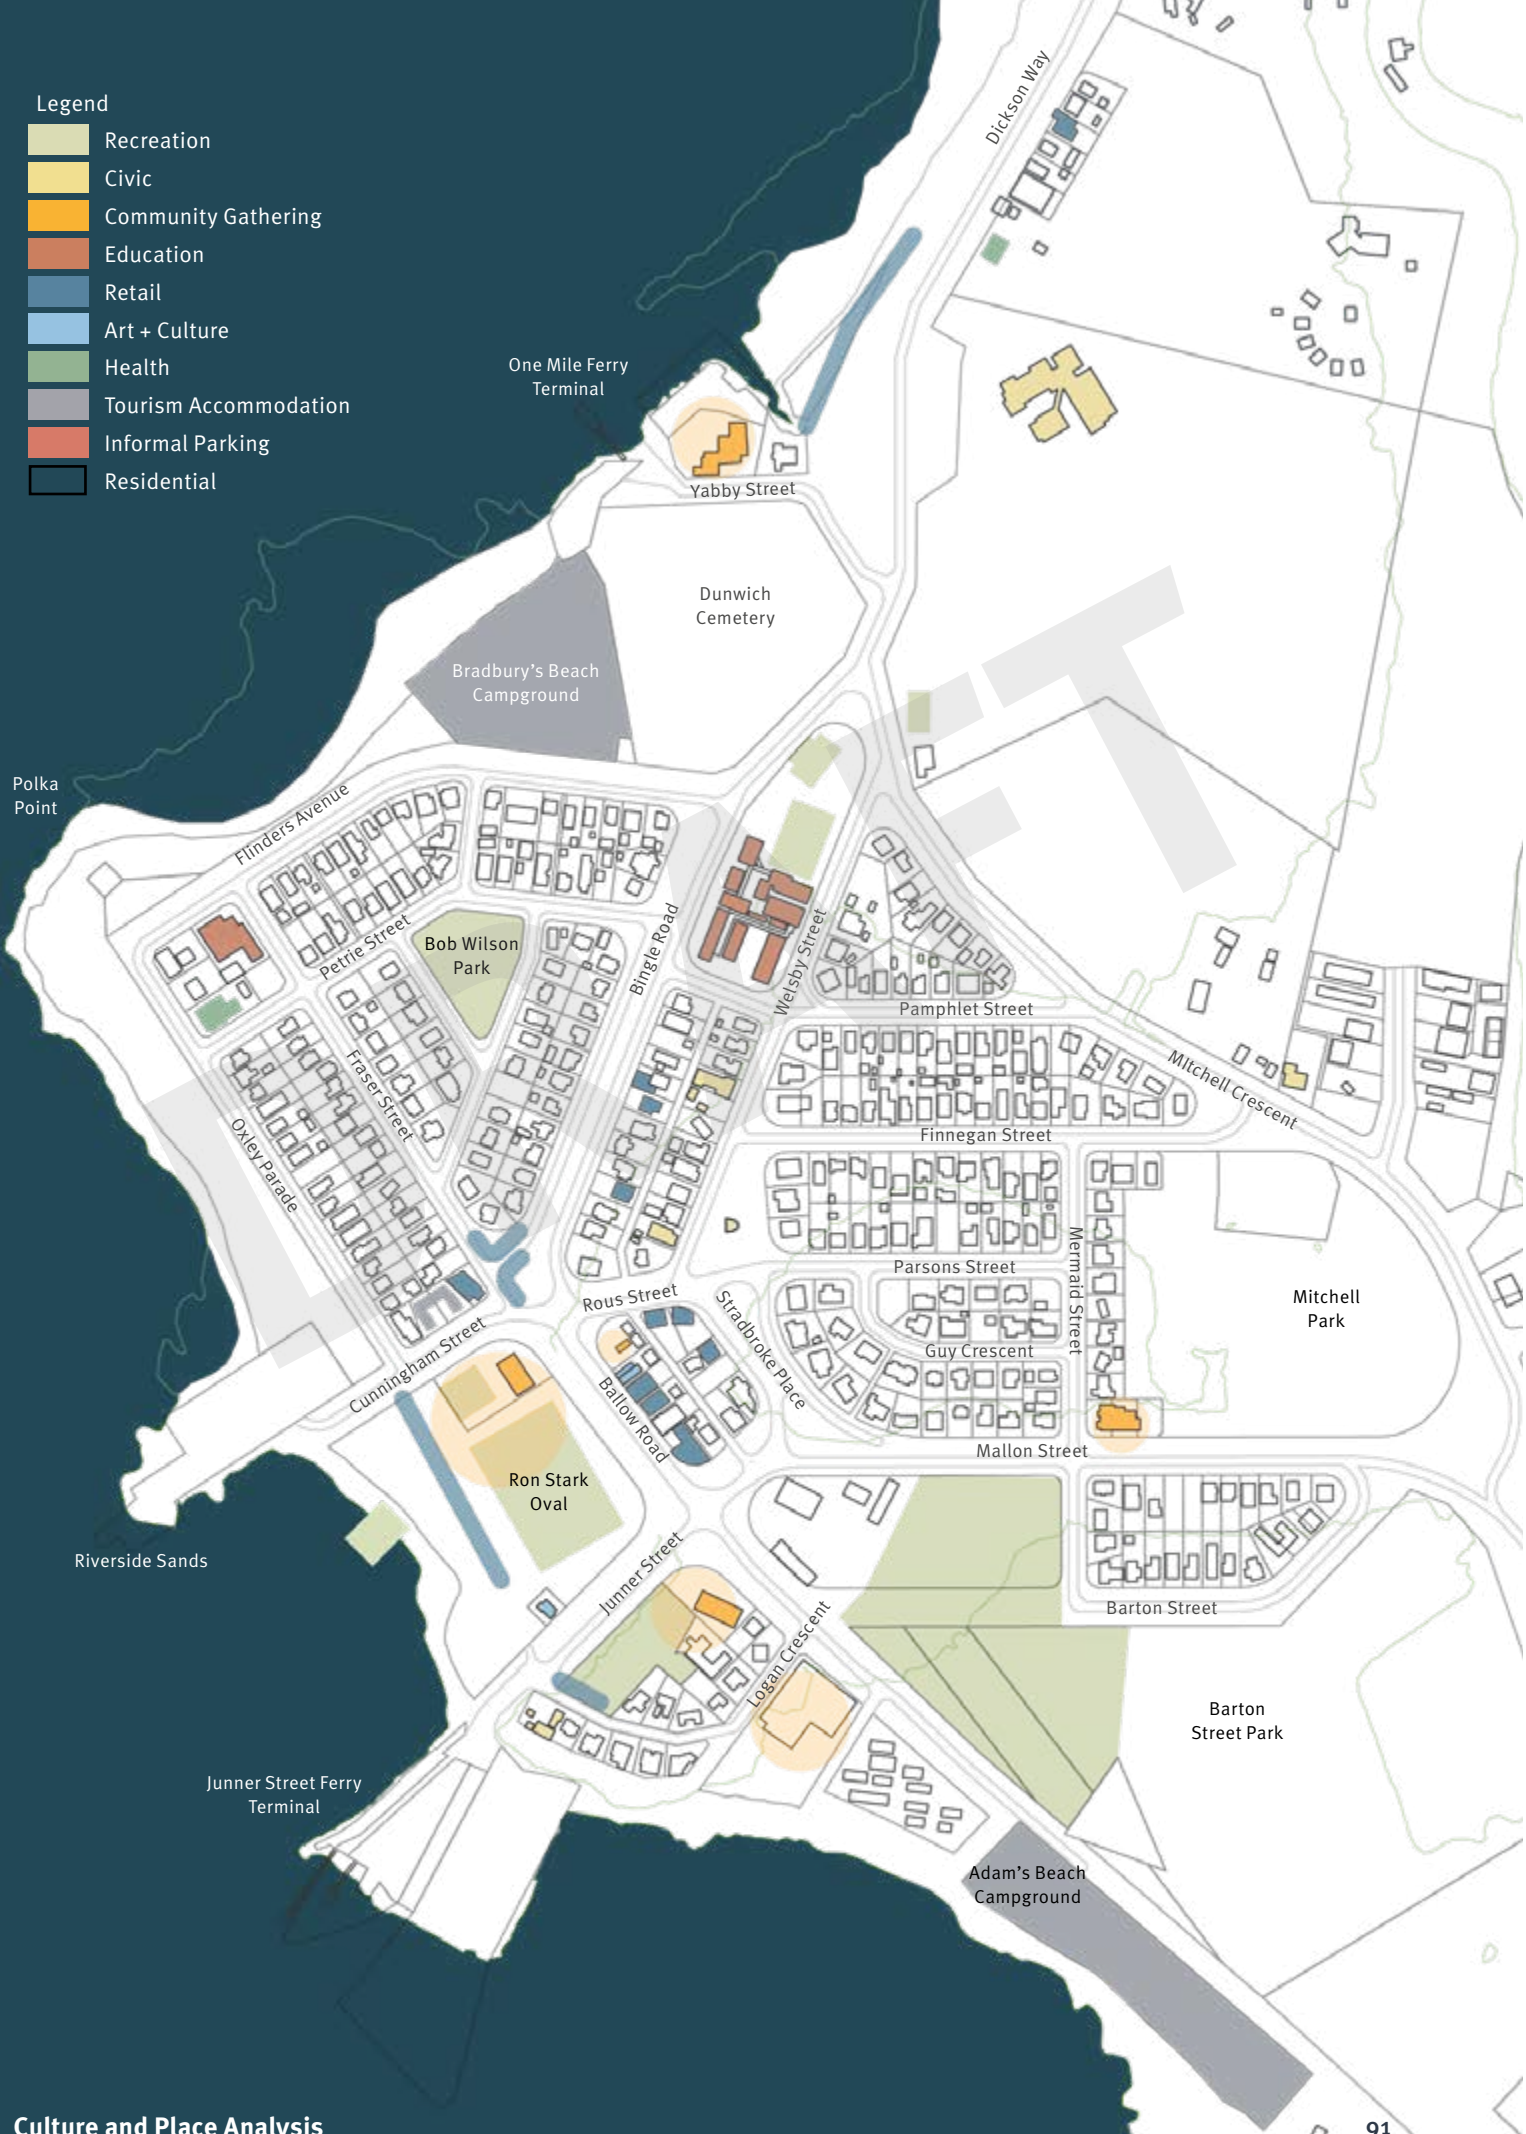 Legend
Recreation
Civic
Community Gathering
Education
Retail
Art + Culture
Health
Tourism Accommodation
Informal Parking
Residential
Dickson Way
One Mile Ferry
Terminal
Yabby Street
Dunwich
Cemetery
Bradbury's Beach
Campground
Polka
Point
Flinders Avenue
Petrie Street
Bob Wilson
Park
Bingle Road
Welsby Street
Pamphlet Street
MItchell Crescent
Fraser Street
Oxley Parade
Finnegan Street
Parsons Street
Mermaid Street
Mitchell
Park
Rous Street
Stradbroke Place
Guy Crescent
Cunningham Street
Ballow Road
Mallon Street
Ron Stark
Oval
Riverside Sands
Junner Street
Logan Crescent
Barton Street
Barton
Street Park
Junner Street Ferry
Terminal
Adam's Beach
Campground
DRAFT
Culture and Place Analysis
91